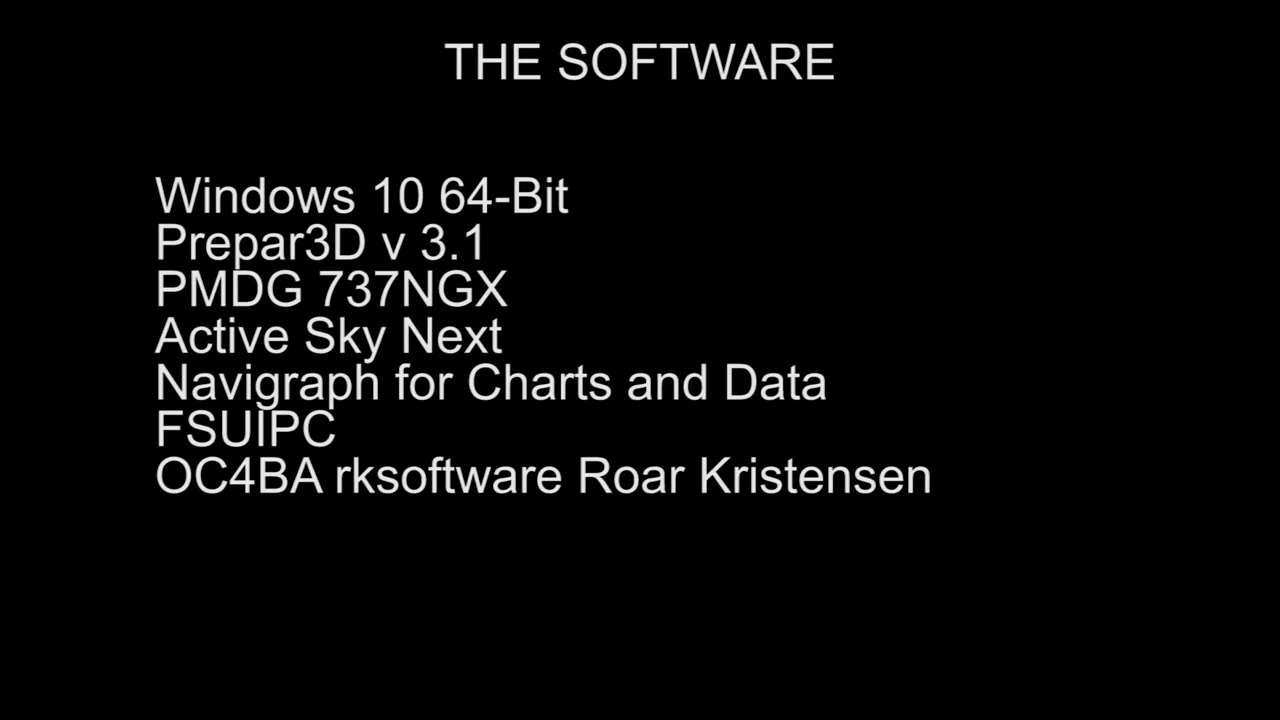 THE SOFTWARE
Windows 10 64-Bit
Prepar3D v 3.1
PMDG 737NGX
Active Sky Next
Navigraph for Charts and Data
FSUIPC
OC4BA rksoftware Roar Kristensen